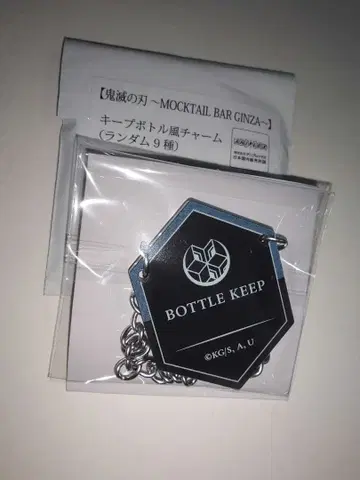 【鬼滅の刃 ～MOCKTAIL BAR GINZA～】
キープボトル風チャーム
（ランダム9種）
BOTTLE KEEP
©KG/S, A, U